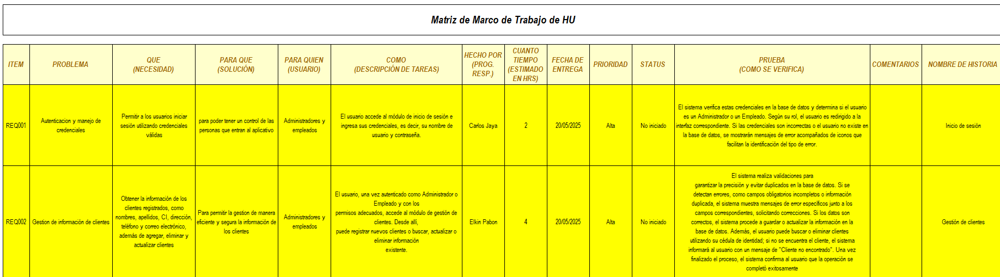 Matriz de Marco de Trabajo de HU
ITEM
PROBLEMA
QUE
(NECESIDAD)
PARA QUE
(SOLUCIÓN)
PARA QUIEN
(USUARIO)
COMO
(DESCRIPCIÓN DE TAREAS)
HECHO POR
(PROG.
RESP.)
CUANTO
TIEMPO
(ESTIMADO
EN HRS)
FECHA DE
ENTREGA
PRIORIDAD
STATUS
PRUEBA
(COMO SE VERIFICA)
COMENTARIOS
NOMBRE DE HISTORIA
REQ001
Autenticacion y manejo de
credenciales
Permitir a los usuarios iniciar
sesión utilizando credenciales
válidas
para poder tener un control de las
personas que entran al aplicativo
Administradores y
empleados
El usuario accede al módulo de inicio de sesión e
ingresa sus credenciales, es decir, su nombre de
usuario y contraseña.
Carlos Jaya
2
20/05/2025
Alta
No iniciado
El sistema verifica estas credenciales en la base de datos y determina si el usuario
es un Administrador o un Empleado. Según su rol, el usuario es redirigido a la
interfaz correspondiente. Si las credenciales son incorrectas o el usuario no existe en
la base de datos, se mostrarán mensajes de error acompañados de iconos que
facilitan la identificación del tipo de error.
Inicio de sesión
REQ002
Gestion de información de clientes
Obtener la información de los
clientes registrados, como
nombres, apellidos, CI, dirección,
teléfono y correo electrónico,
además de agregar, eliminar y
actualizar clientes
Para permitir la gestion de manera
eficiente y segura la información de
los clientes
Administradores y
empleados
El usuario, una vez autenticado como Administrador o
Empleado y con los
permisos adecuados, accede al módulo de gestión de
clientes. Desde allí,
puede registrar nuevos clientes o buscar, actualizar o
eliminar información
existente.
Elkin Pabon
4
20/05/2025
Alta
No iniciado
El sistema realiza validaciones para
garantizar la precisión y evitar duplicados en la base de datos. Si se
detectan errores, como campos obligatorios incompletos o información
duplicada, el sistema muestra mensajes de error específicos junto a los
campos correspondientes, solicitando correcciones. Si los datos son
correctos, el sistema procede a guardar o actualizar la información en la
base de datos. Además, el usuario puede buscar o eliminar clientes
utilizando su cédula de identidad; si no se encuentra el cliente, el sistema
informará al usuario con un mensaje de "Cliente no encontrado". Una vez
finalizado el proceso, el sistema confirma al usuario que la operación se
completó exitosamente
Gestión de clientes